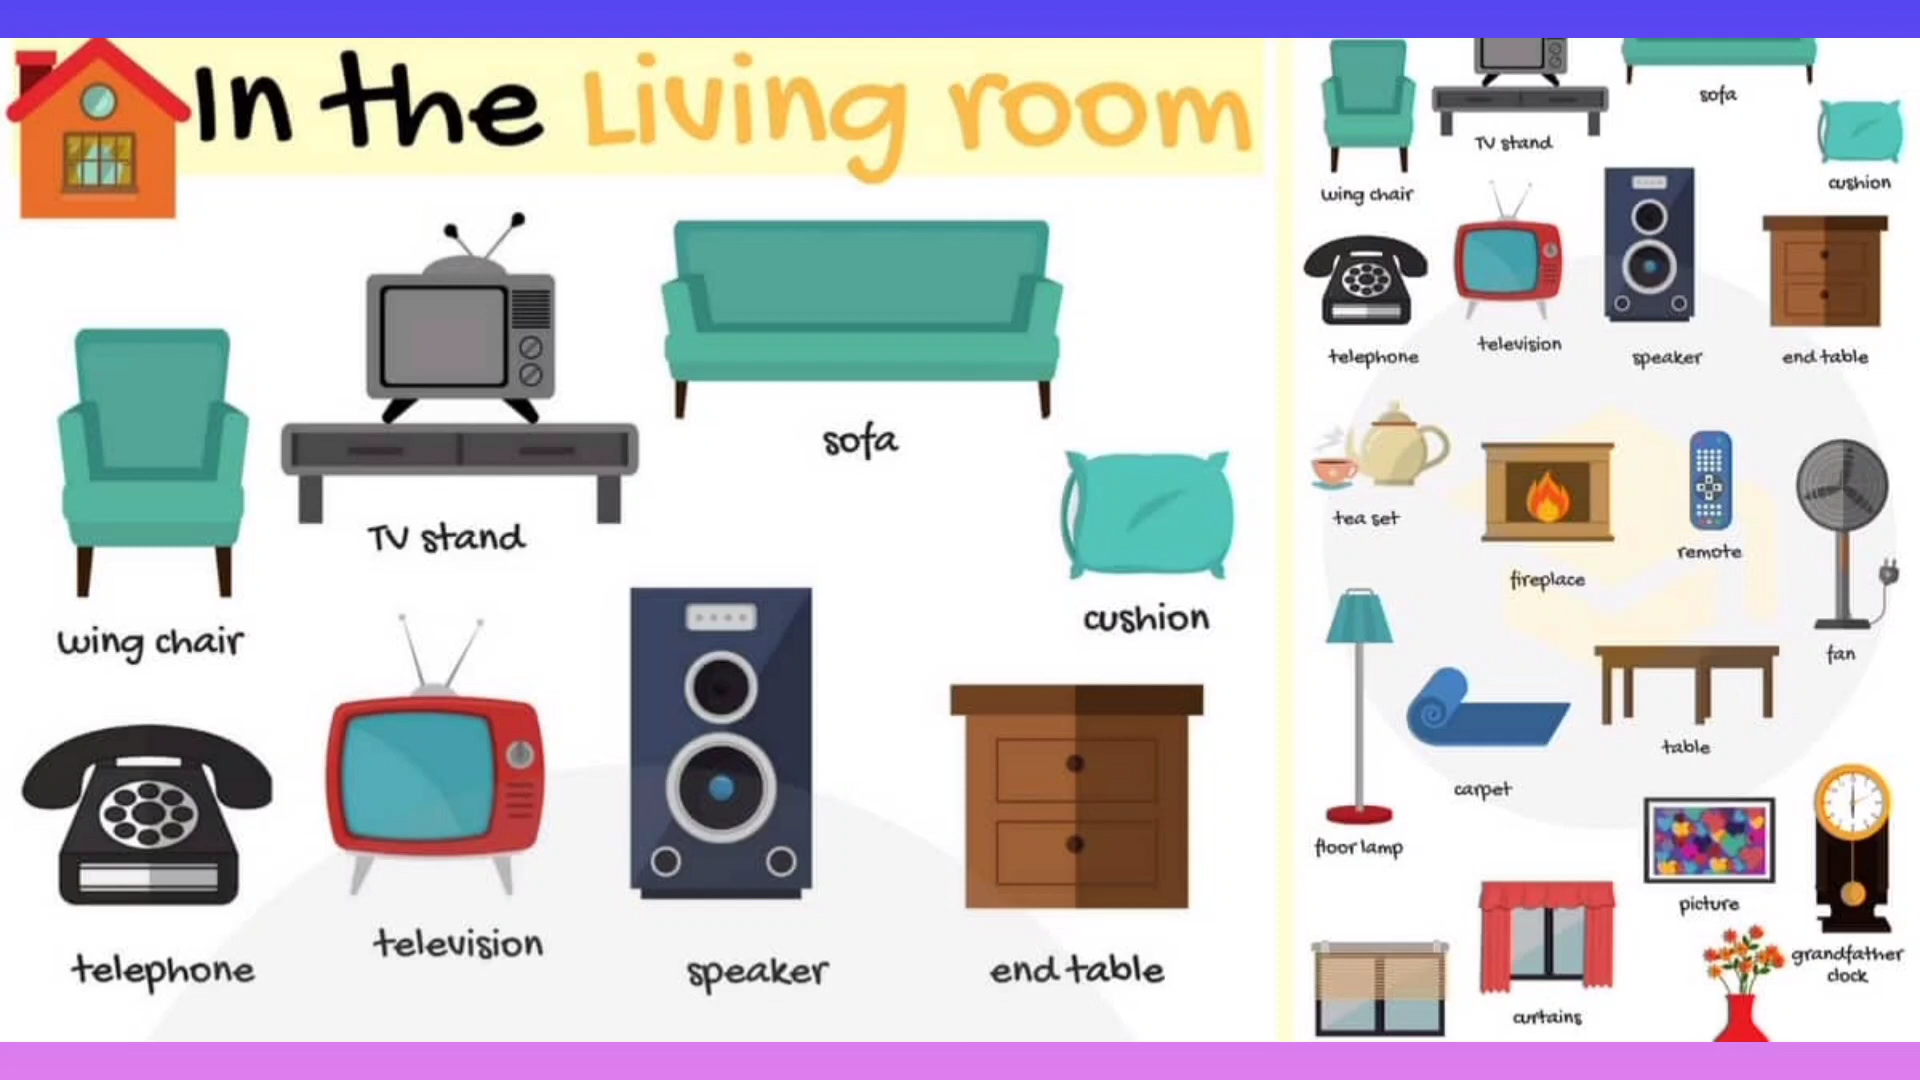 In the Living room
sofa
TV stand
cushion
wing chair
telephone
television
speaker
end table
sofa
TV stand
cushion
wing chair
telephone
television
speaker
end table
tea set
remote
fireplace
fan
table
carpet
floor lamp
picture
grandfather
clock
curtains